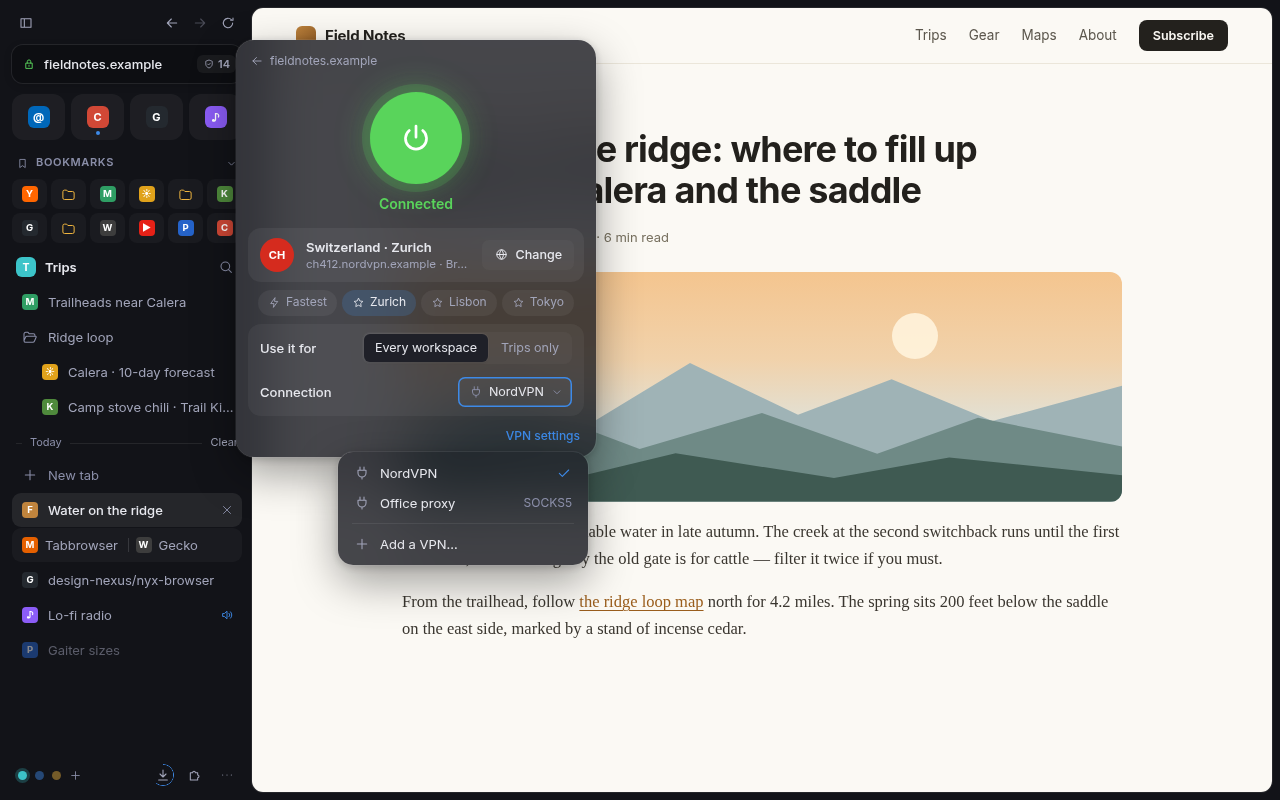 fieldnotes.example
14
@
C
G
BOOKMARKS
Y
M
K
G
W
P
C
T
Trips
M
Trailheads near Calera
Ridge loop
Calera · 10-day forecast
K
Camp stove chili · Trail Ki...
Today
Clear
New tab
F
Water on the ridge
M
Tabbrowser
W
Gecko
G
design-nexus/nyx-browser
Lo-fi radio
P
Gaiter sizes
fieldnotes.example
Connected
CH
Switzerland · Zurich
ch412.nordvpn.example · Br...
Change
Fastest
Zurich
Lisbon
Tokyo
Use it for
Every workspace
Trips only
Connection
NordVPN
VPN settings
NordVPN
Office proxy
SOCKS5
Add a VPN...
Field Notes
Trips
Gear
Maps
About
Subscribe
ridge: where to fill up
and the saddle
· 6 min read
water in late autumn. The creek at the second switchback runs until the first
the old gate is for cattle — filter it twice if you must.
From the trailhead, follow the ridge loop map north for 4.2 miles. The spring sits 200 feet below the saddle
on the east side, marked by a stand of incense cedar.